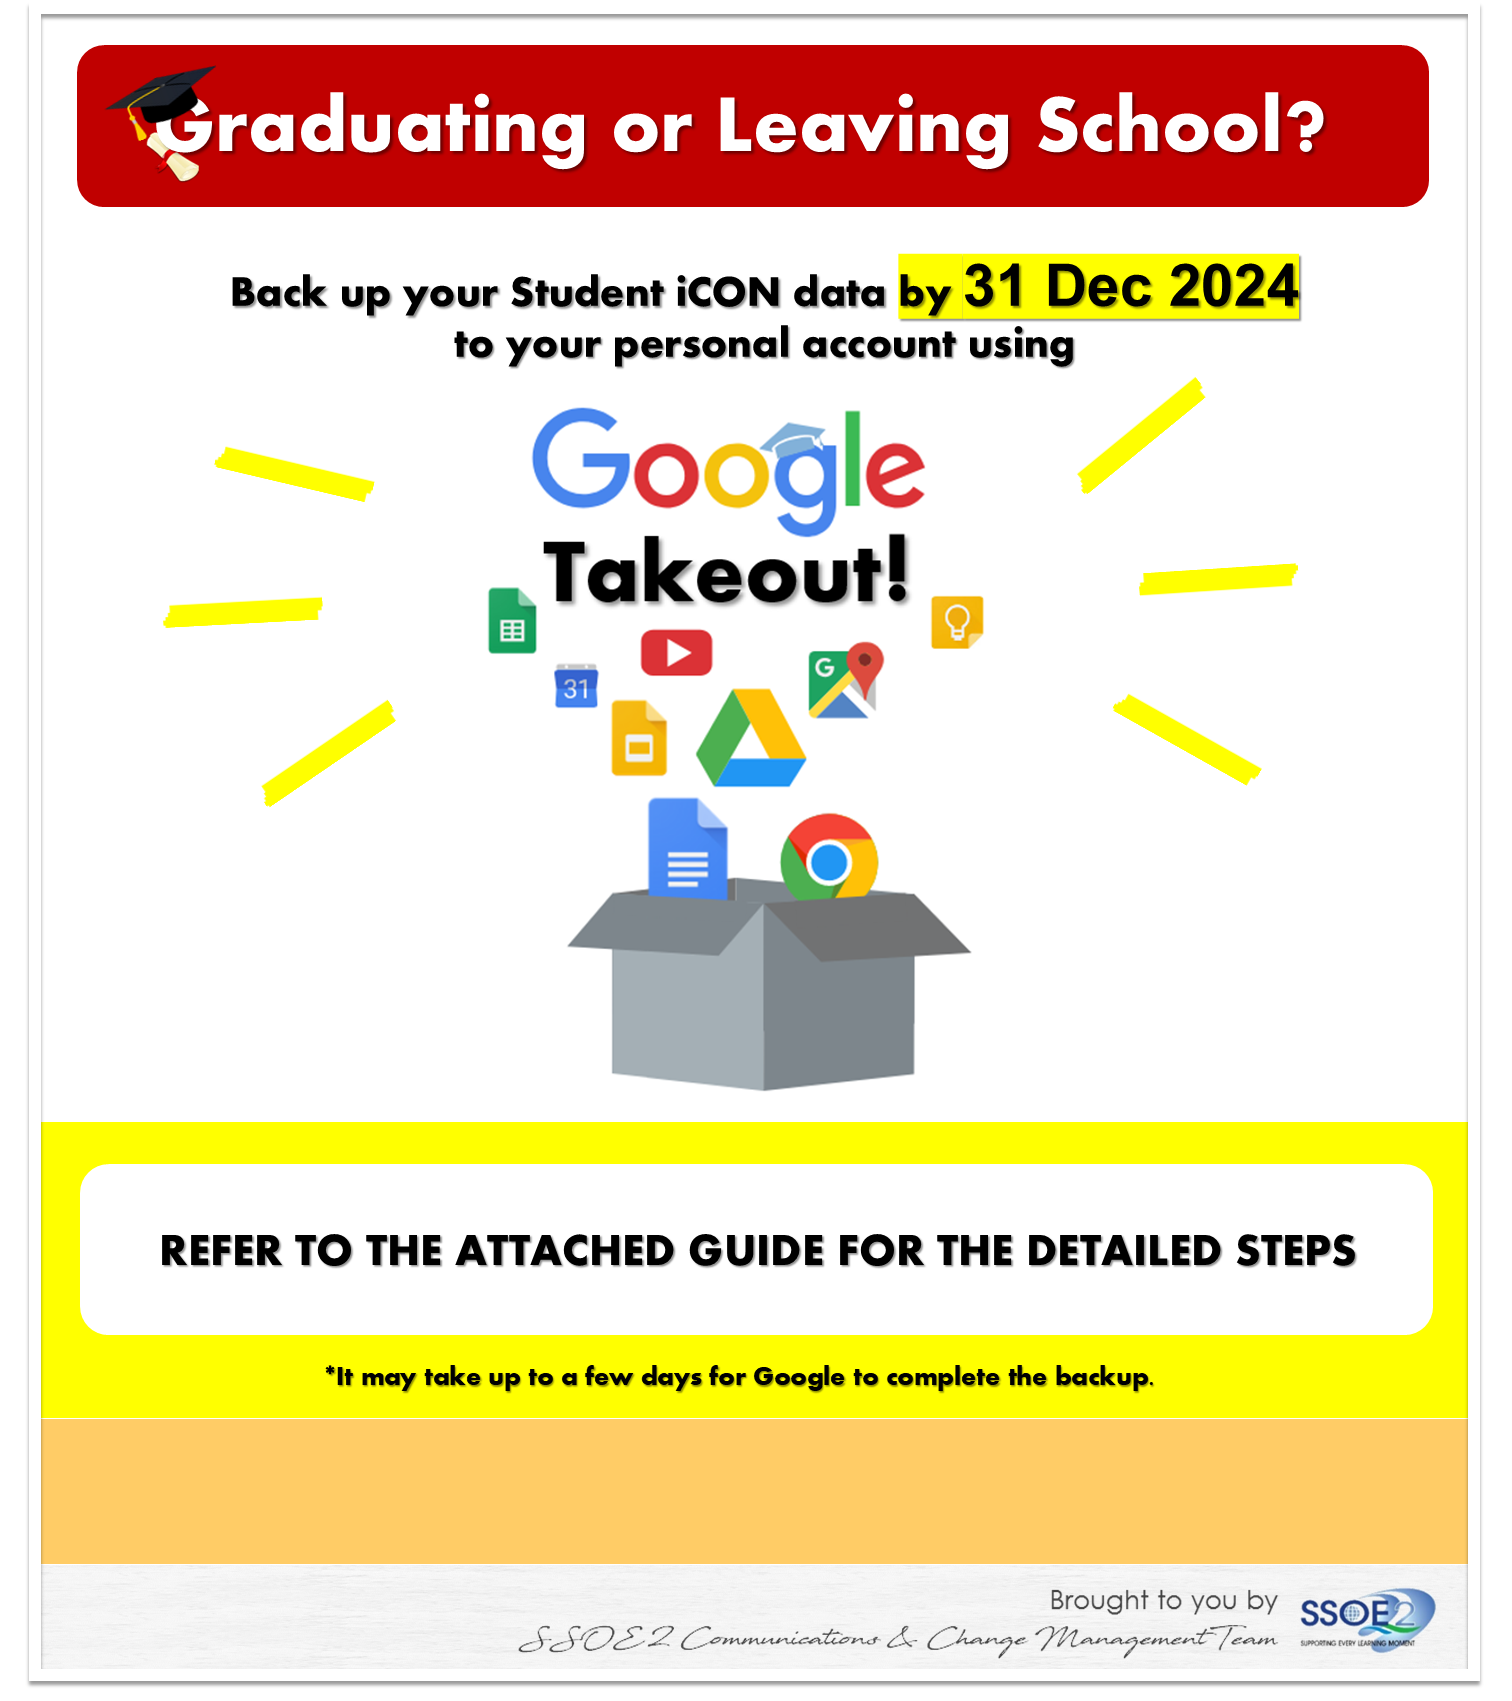 Graduating or Leaving School?
Back up your Student iCON data by 31 Dec 2024
to your personal account using
Google
Takeout!
31
G
REFER TO THE ATTACHED GUIDE FOR THE DETAILED STEPS
*It may take up to a few days for Google to complete the backup.
Brought to you by
SSOE2 Communications & Change Management Team
SSOE2
SUPPORTING EVERY LEARNING MOMENT